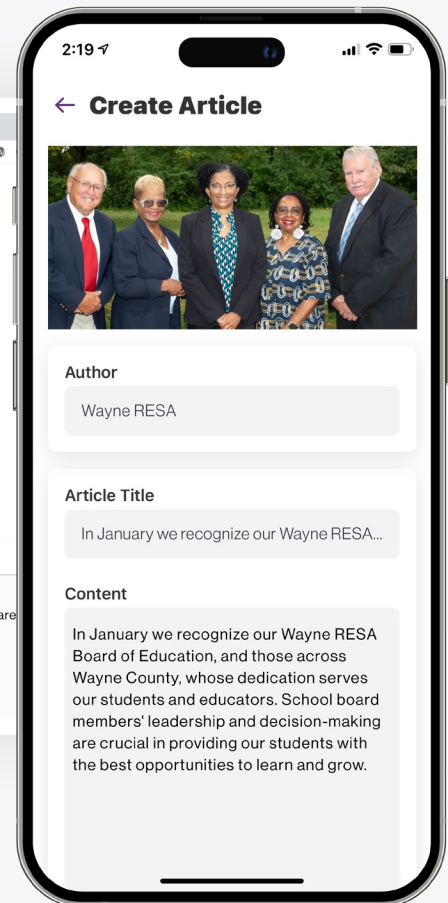 2:19
Create Article
Author
Wayne RESA
Article Title
In January we recognize our Wayne RESA...
Content
In January we recognize our Wayne RESA
Board of Education, and those across
Wayne County, whose dedication serves
our students and educators. School board
members' leadership and decision-making
are crucial in providing our students with
the best opportunities to learn and grow.